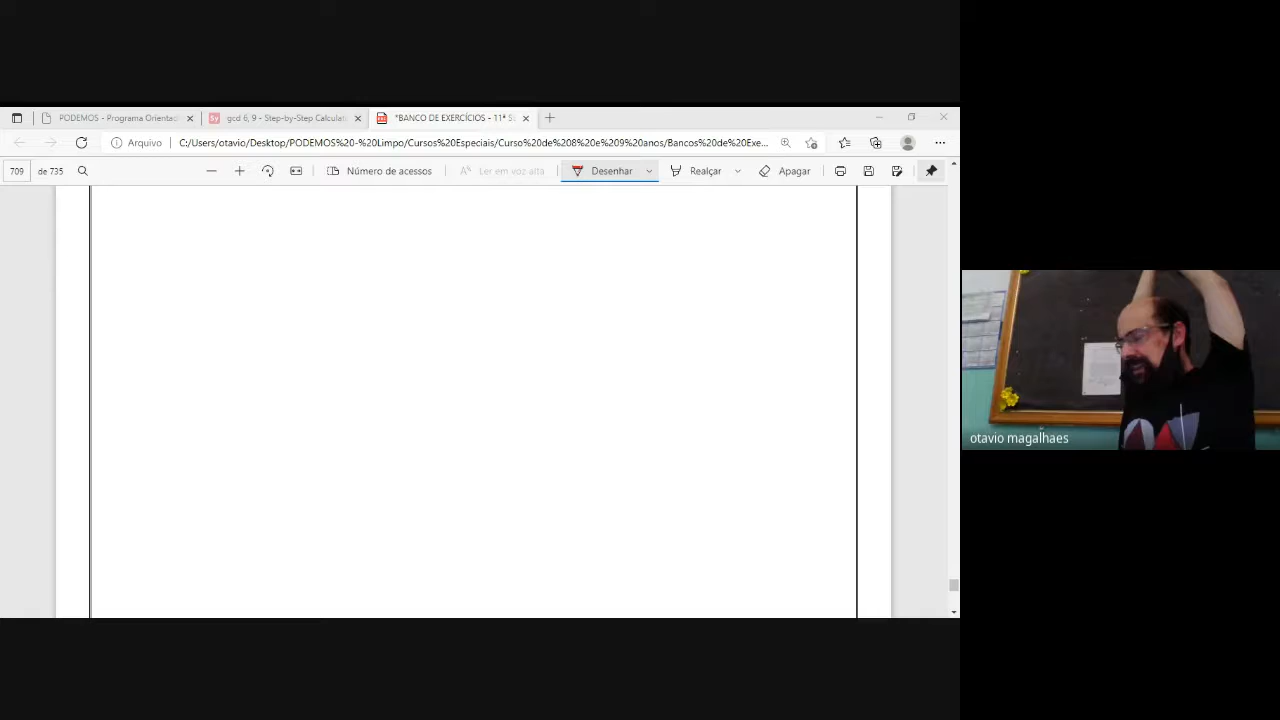 PODEMOS - Programa Orientad
gcd 6, 9 - Step-by-Step Calculat
*BANCO DE EXERCÍCIOS - 11ª S
Arquivo C:/Users/otavio/Desktop/PODEMOS%20-%20Limpo/Cursos%20Especiais/Curso%20de%208%20e%209%20anos/Bancos%20de%20Exe...
709 de 735 Número de acessos Ler em voz alta Desenhar Realçar Apagar
otavio magalhaes